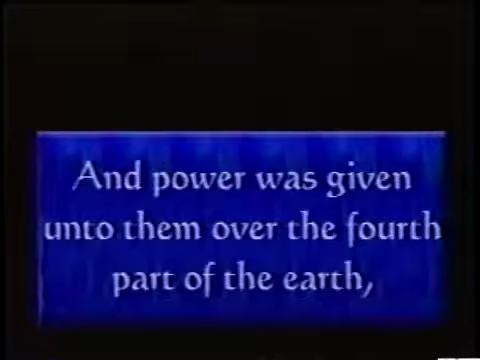 And power was given
unto them over the fourth
part of the earth,